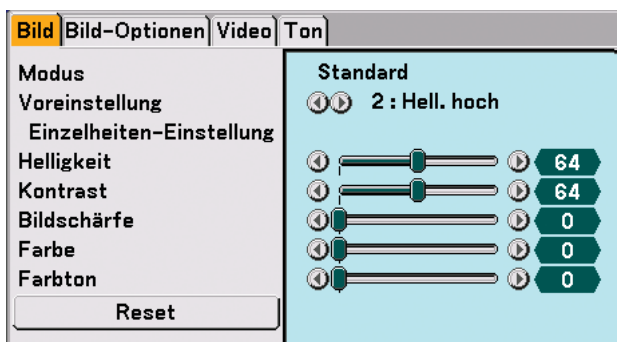 Bild Bild-Optionen Video Ton
Modus Standard
Voreinstellung 2 : Hell. hoch
Einzelheiten-Einstellung
Helligkeit 64
Kontrast 64
Bildschärfe 0
Farbe 0
Farbton 0
Reset